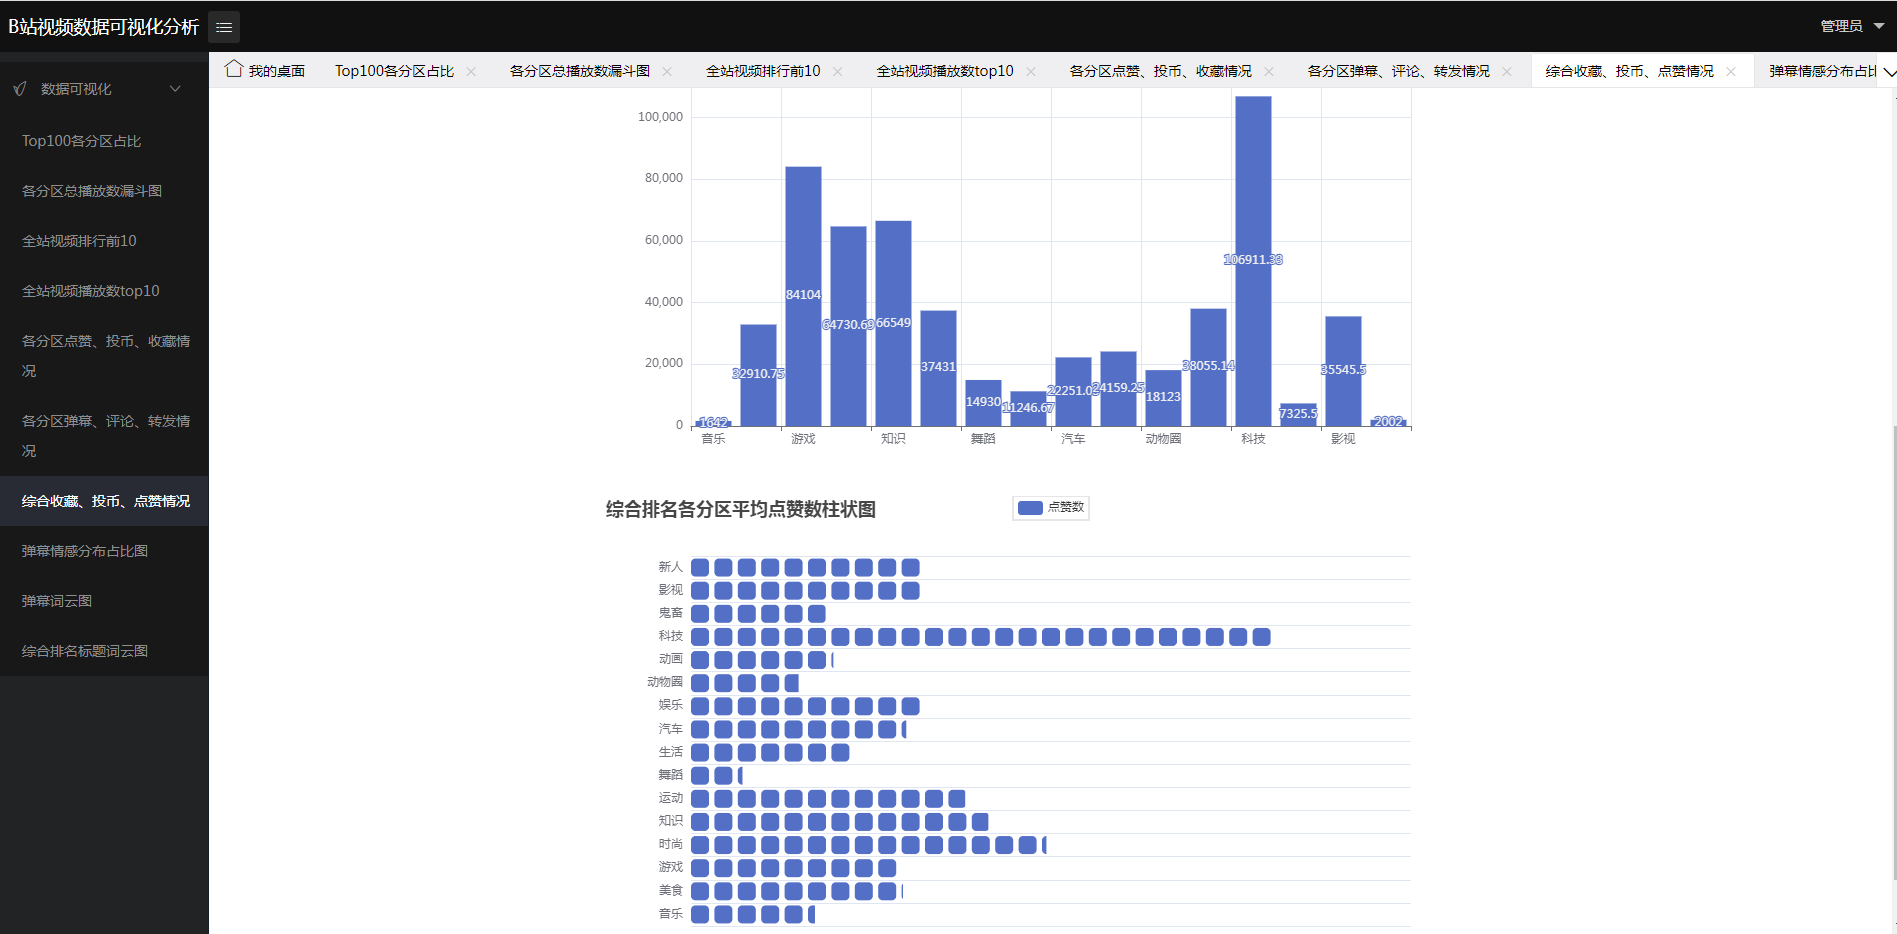 B站视频数据可视化分析
管理员
数据可视化
Top100各分区占比
各分区总播放数漏斗图
全站视频排行前10
全站视频播放数top10
各分区点赞、投币、收藏情
况
各分区弹幕、评论、转发情
况
综合收藏、投币、点赞情况
弹幕情感分布占比图
弹幕词云图
综合排名标题词云图
我的桌面 Top100各分区占比 各分区总播放数漏斗图 全站视频排行前10 全站视频播放数top10 各分区点赞、投币、收藏情况 各分区弹幕、评论、转发情况 综合收藏、投币、点赞情况 弹幕情感分布占比
100,000
80,000
60,000
40,000
20,000
0
1642 32910.75 84104 64730.69 66549 37431 14930 11246.67 22251.0 24159.25 18123 38055.14 106911.33 7325.5 35545.5 2002
音乐 游戏 知识 舞蹈 汽车 动物圈 科技 影视
综合排名各分区平均点赞数柱状图
点赞数
新人
影视
鬼畜
科技
动画
动物圈
娱乐
汽车
生活
舞蹈
运动
知识
时尚
游戏
美食
音乐